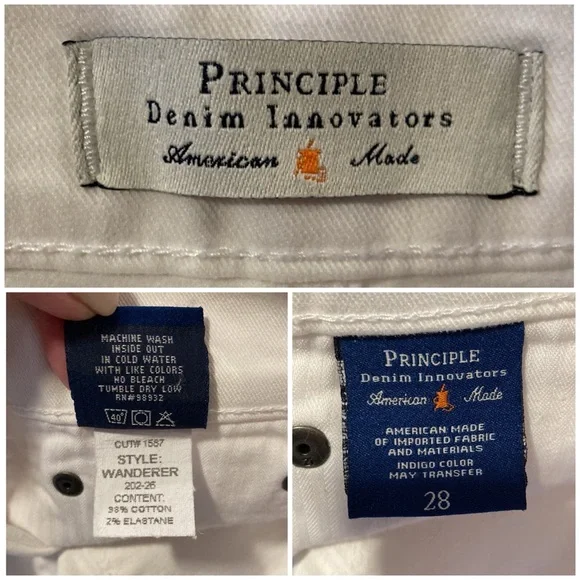 PRINCIPLE
Denim Innovators
American Made
MACHINE WASH
INSIDE OUT
IN COLD WATER
WITH LIKE COLORS
NO BLEACH
TUMBLE DRY LOW
RN#98932
40°
CUT# 1587
STYLE:
WANDERER
202-26
CONTENT:
98% COTTON
2% ELASTANE
PRINCIPLE
Denim Innovators
American Made
AMERICAN MADE
OF IMPORTED FABRIC
AND MATERIALS
INDIGO COLOR
MAY TRANSFER
28